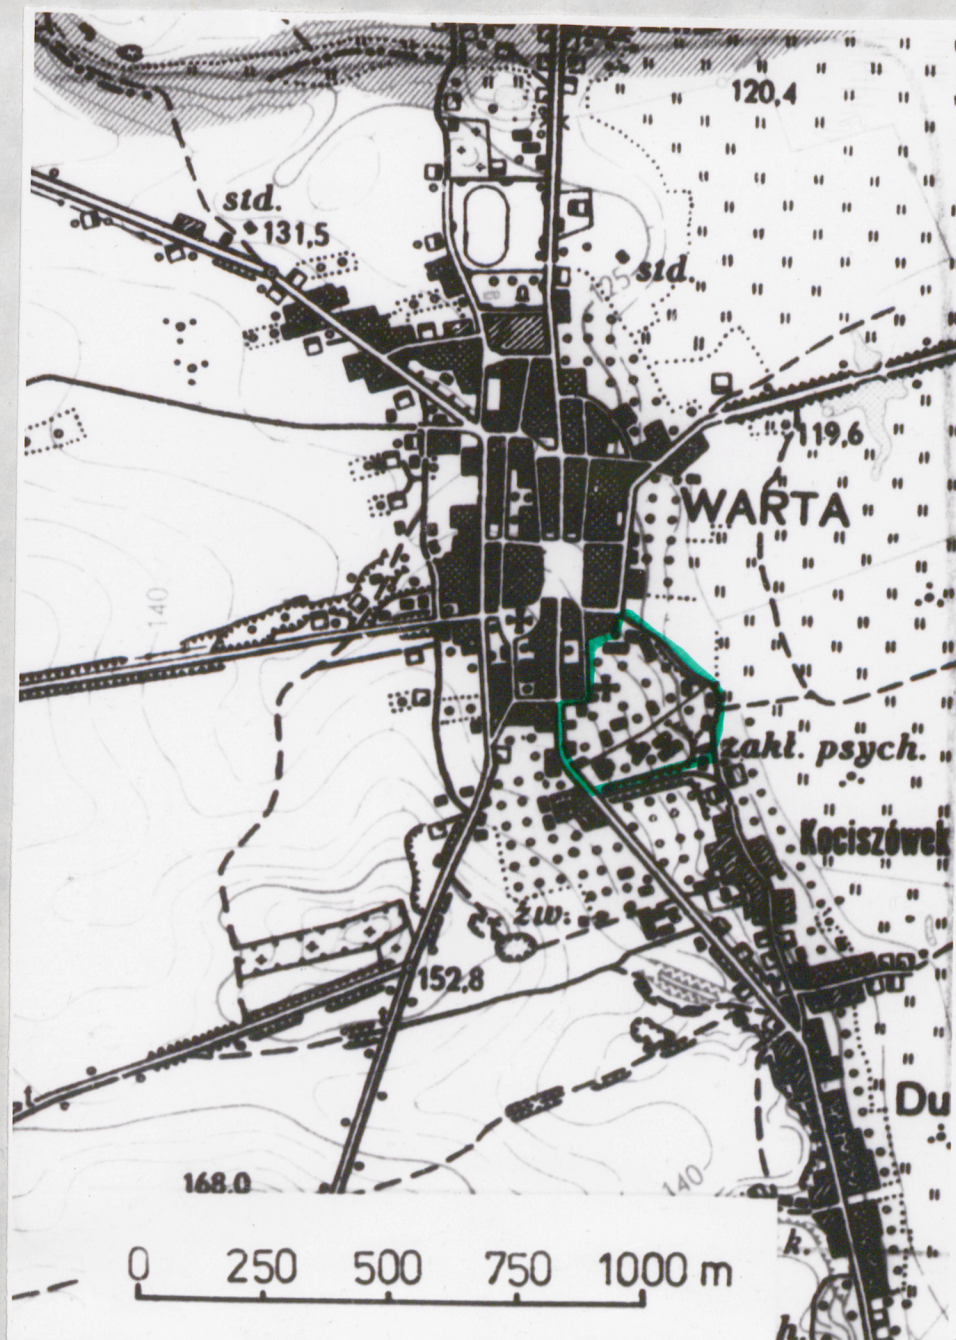 120,4
std.
131,5
std.
125
119,6
WARTA
140
zakł. psych.
Kociszówek
żw.
152,8
t
t
Du
168.0
140
k.
h.
0 250 500 750 1000 m